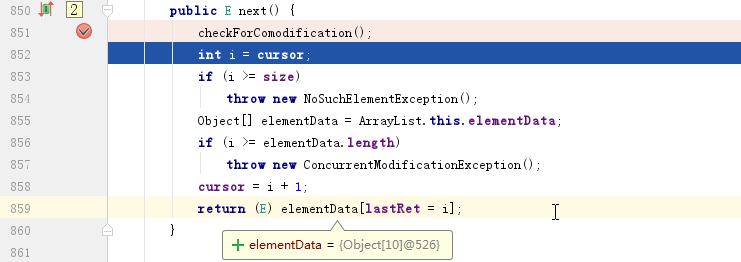 850 2 public E next() {
851 checkForComodification();
852 int i = cursor;
853 if (i >= size)
854 throw new NoSuchElementException();
855 Object[] elementData = ArrayList.this.elementData;
856 if (i >= elementData.length)
857 throw new ConcurrentModificationException();
858 cursor = i + 1;
859 return (E) elementData[lastRet = i];
860 }
+ elementData = {Object[10]@526}
861